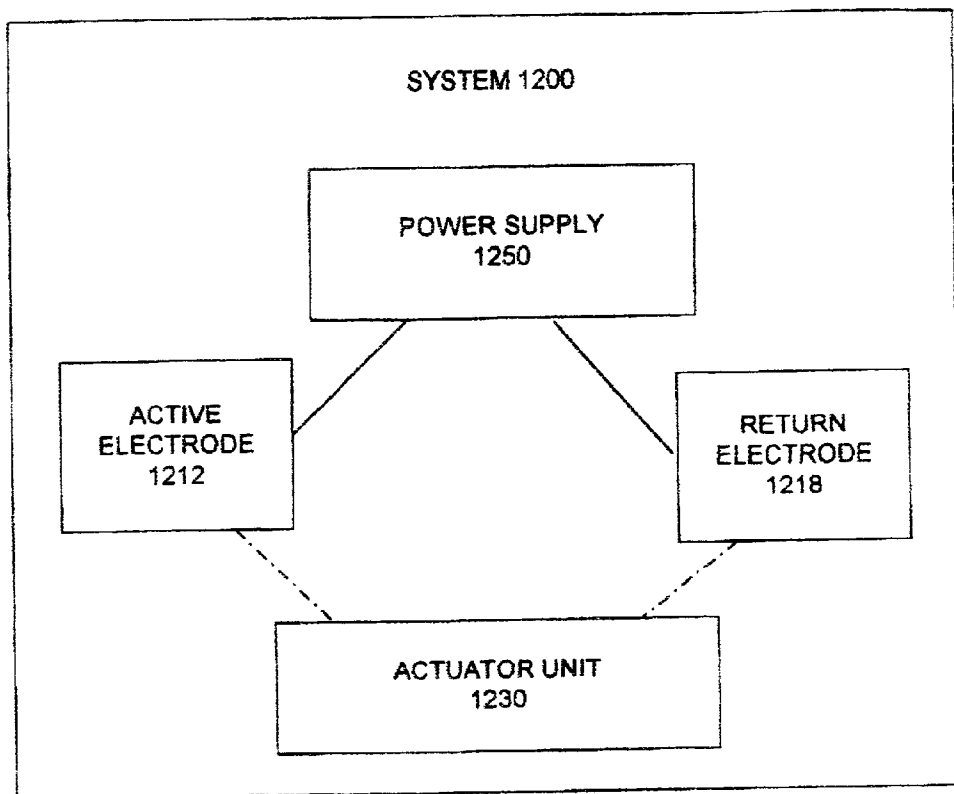 SYSTEM 1200
POWER SUPPLY
1250
ACTIVE
ELECTRODE
1212
RETURN
ELECTRODE
1218
ACTUATOR UNIT
1230